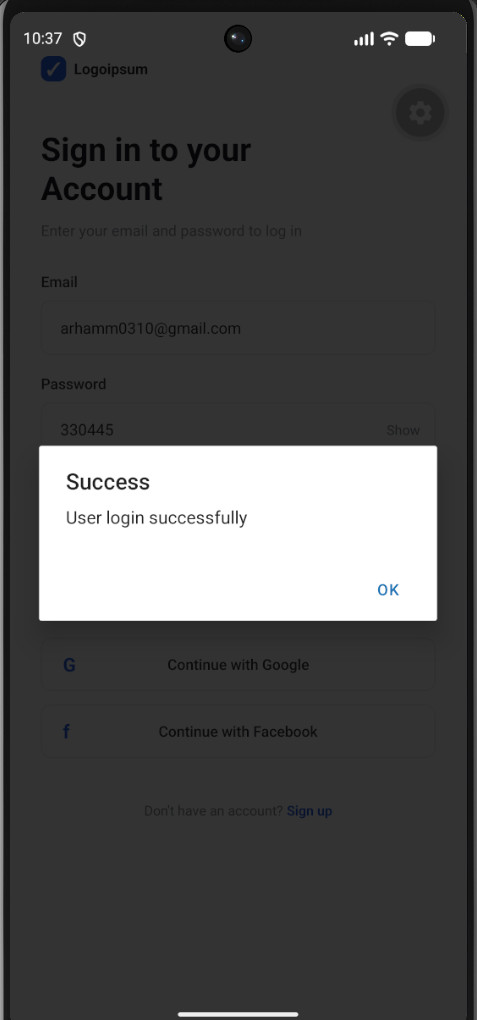 10:37
Logoipsum
Sign in to your
Account
Enter your email and password to log in
Email
arhamm0310@gmail.com
Password
330445 Show
Success
User login successfully
OK
G Continue with Google
f Continue with Facebook
Don't have an account? Sign up